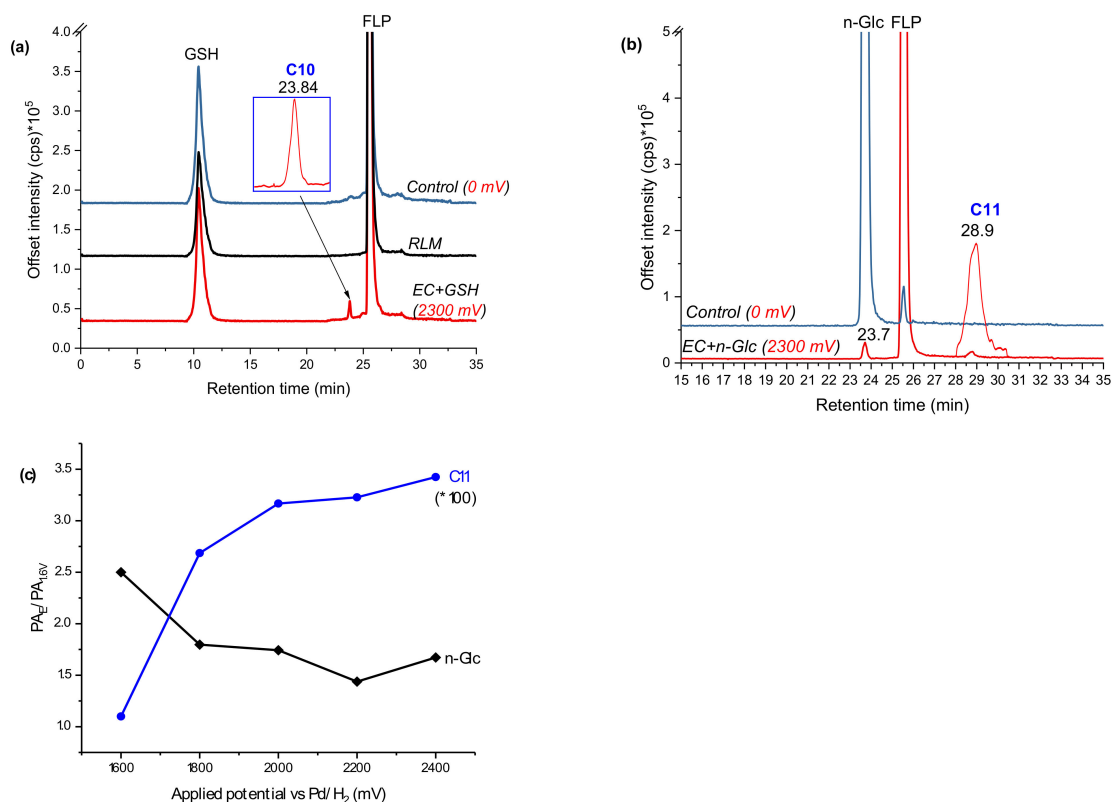 (a)
Offset intensity (cps)*10⁵
4.0
3.5
3.0
2.5
2.0
1.5
1.0
0.5
0.0
GSH
C10
23.84
FLP
Control (0 mV)
RLM
EC+GSH
(2300 mV)
0 5 10 15 20 25 30 35
Retention time (min)
(b)
Offset intensity (cps)*10⁵
5
4
3
2
1
0
n-Glc FLP
C11
28.9
Control (0 mV)
23.7
EC+n-Glc (2300 mV)
15 16 17 18 19 20 21 22 23 24 25 26 27 28 29 30 31 32 33 34 35
Retention time (min)
(c)
PA_E/PA_1.6V
3.5
3.0
2.5
2.0
1.5
1.0
C11
(*100)
n-Glc
1600 1800 2000 2200 2400
Applied potential vs Pd/H₂ (mV)